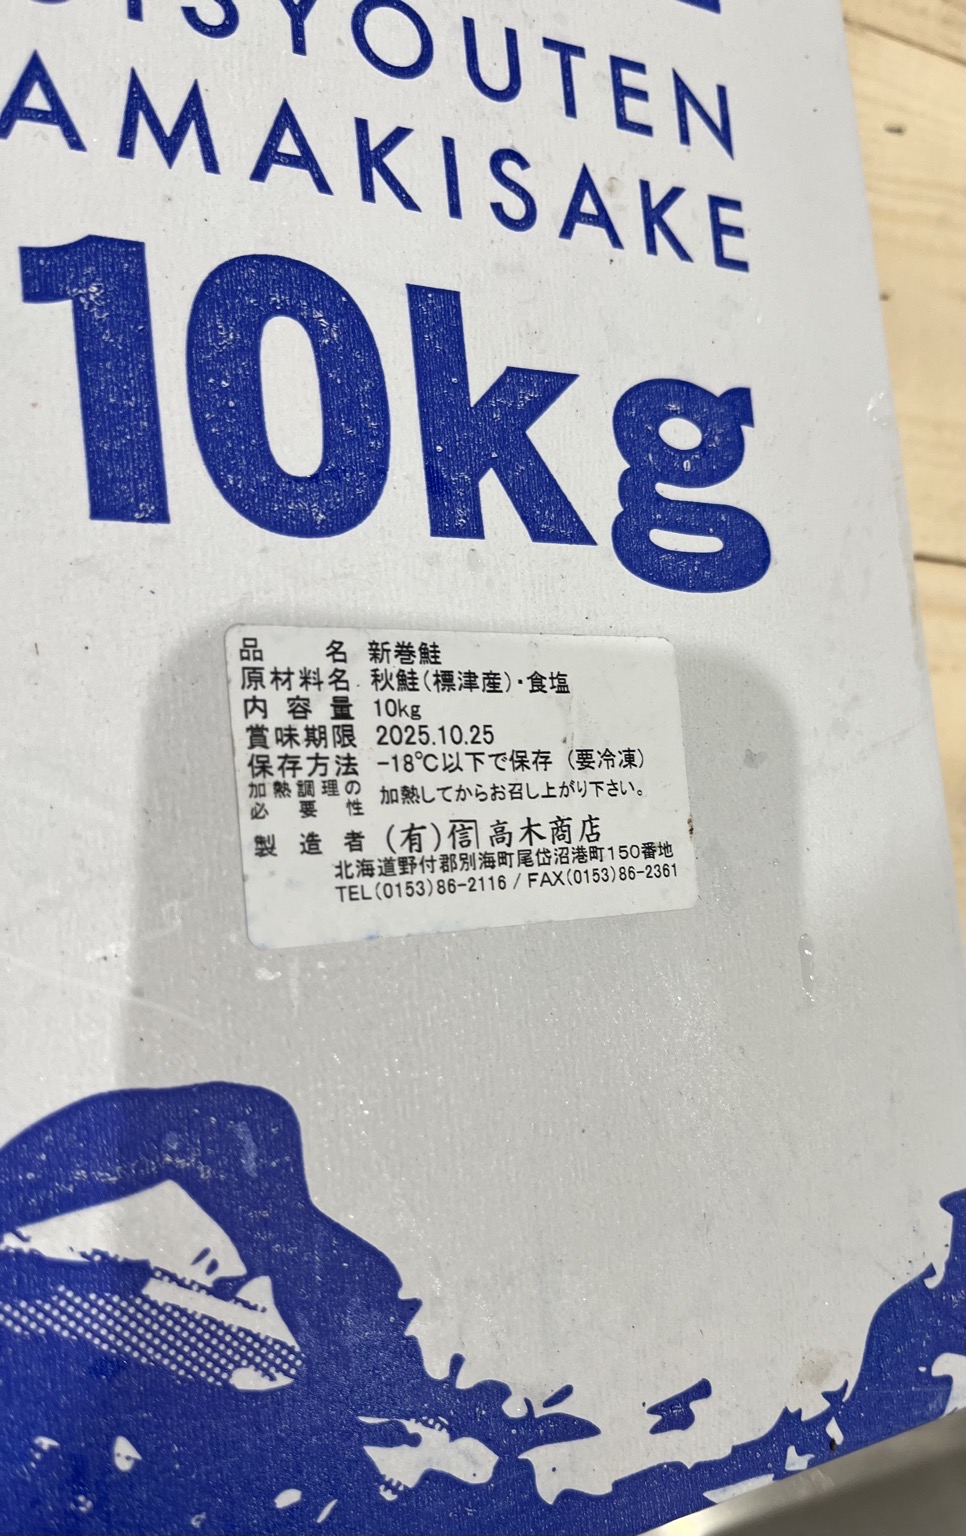 SYOUTEN
AMAKISAKE
10kg
品名 新巻鮭
原材料名 秋鮭(標津産)・食塩
内容量 10kg
賞味期限 2025.10.25
保存方法 -18℃以下で保存 (要冷凍)
加熱調理の必要性 加熱してからお召し上がり下さい。
製造者 (有)信高木商店
北海道野付郡別海町尾岱沼港町150番地
TEL(0153)86-2116 / FAX(0153)86-2361